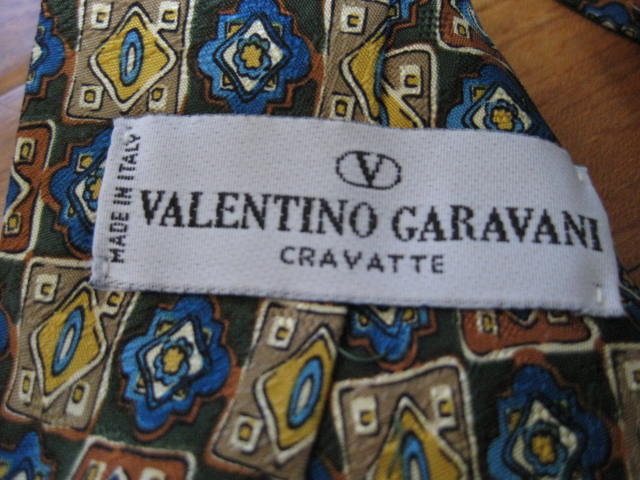 V
VALENTINO GARAVANI
CRAVATTE
MADE IN ITALY